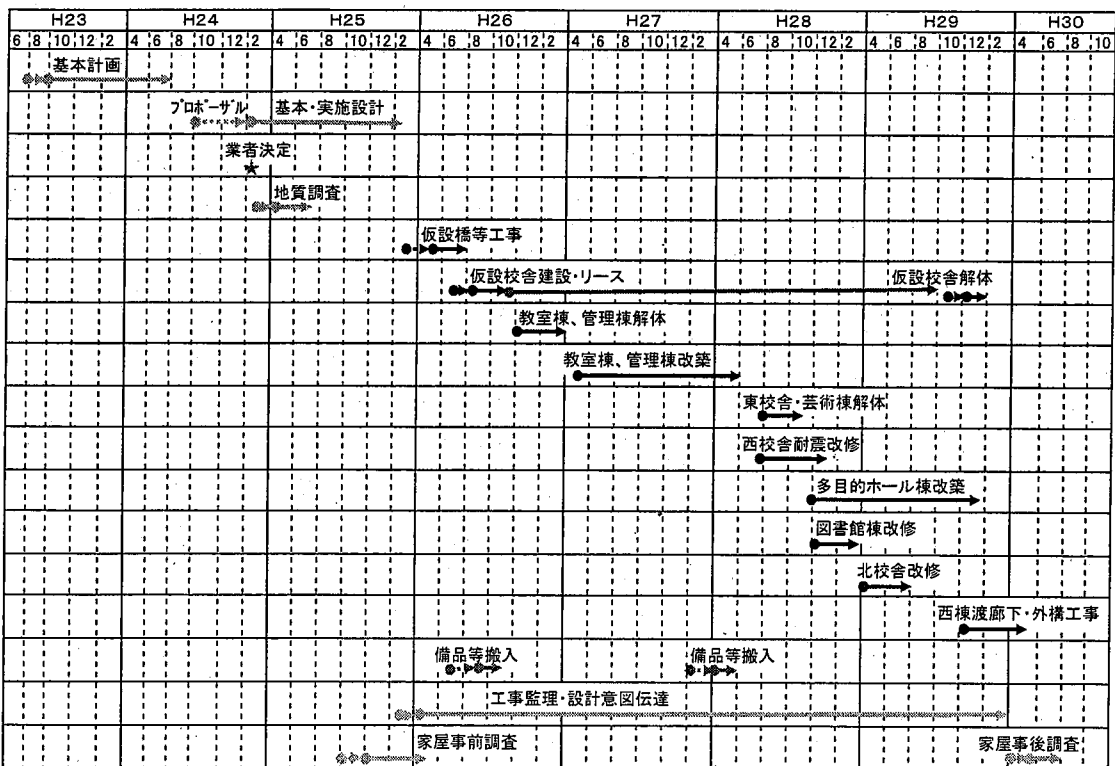 H23 H24 H25 H26 H27 H28 H29 H30
6 8 10 12 2 4 6 8 10 12 2 4 6 8 10 12 2 4 6 8 10 12 2 4 6 8 10 12 2 4 6 8 10 12 2 4 6 8 10 12 2 4 6 8 10
基本計画
プロポーザル 基本・実施設計
業者決定
★
地質調査
仮設橋等工事
仮設校舎建設・リース 仮設校舎解体
教室棟、管理棟解体
教室棟、管理棟改築
東校舎・芸術棟解体
西校舎耐震改修
多目的ホール棟改築
図書館棟改修
北校舎改修
西棟渡廊下・外構工事
備品等搬入 備品等搬入
工事監理・設計意図伝達
家屋事前調査 家屋事後調査